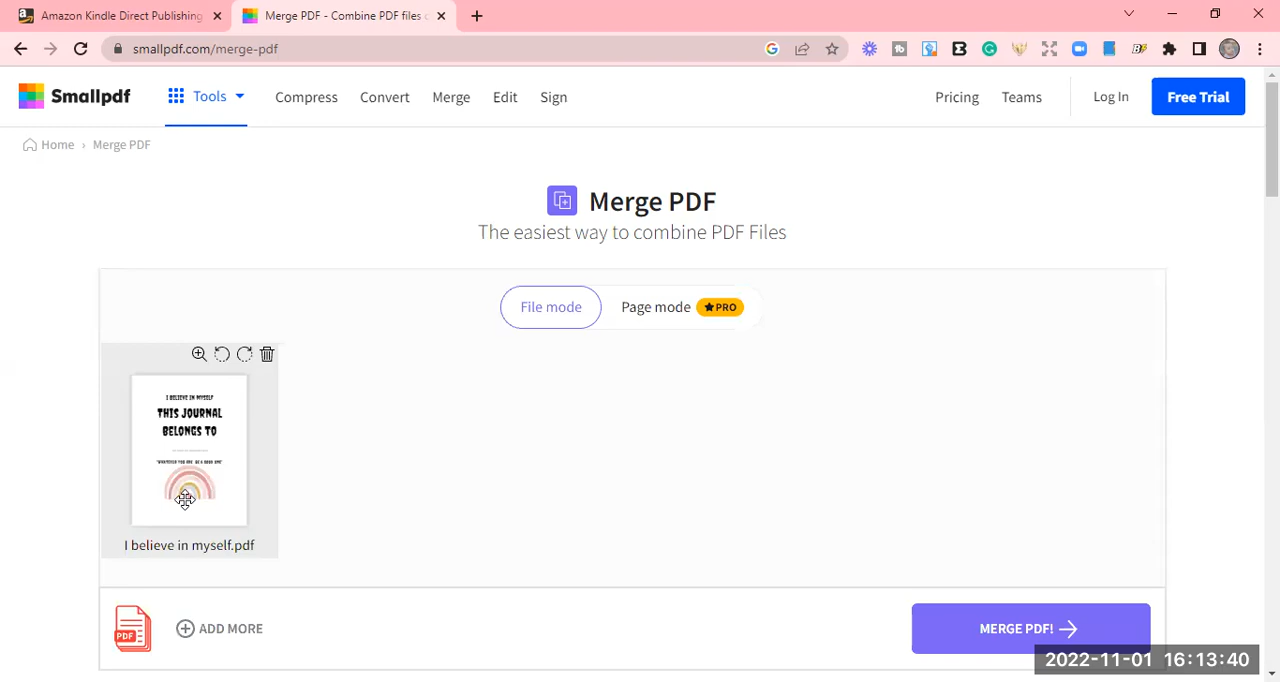 Amazon Kindle Direct Publishing
Merge PDF - Combine PDF files
smallpdf.com/merge-pdf
Smallpdf
Tools
Compress
Convert
Merge
Edit
Sign
Pricing
Teams
Log In
Free Trial
Home › Merge PDF
Merge PDF
The easiest way to combine PDF Files
File mode
Page mode
PRO
I BELIEVE IN MYSELF
THIS JOURNAL
BELONGS TO
I believe in myself.pdf
PDF
ADD MORE
MERGE PDF!
2022-11-01 16:13:40